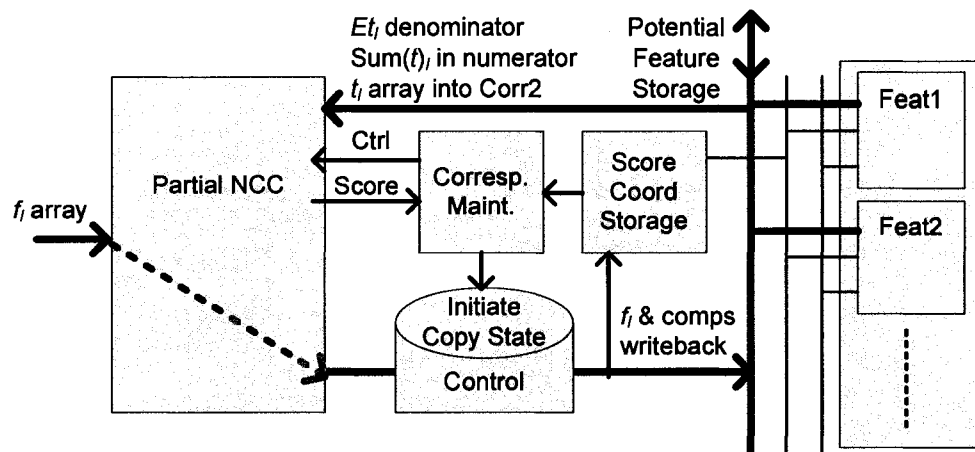 Et_l denominator
Sum(t)_l in numerator
t_l array into Corr2
Potential
Feature
Storage
Feat1
Ctrl
Partial NCC
Score
Corresp.
Maint.
Score
Coord
Storage
f_l array
Feat2
Initiate
Copy State
Control
f_l & comps
writeback